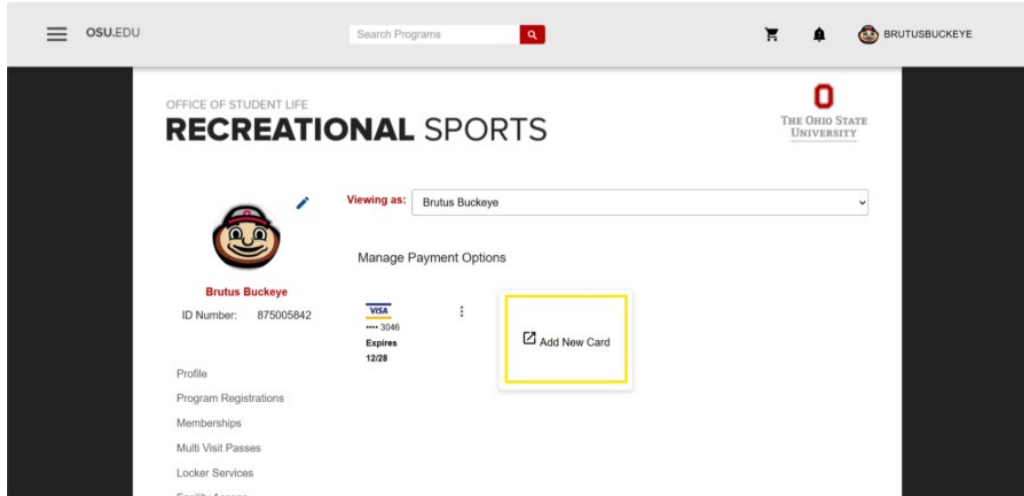 OSU.EDU
Search Programs
BRUTUSBUCKEYE
OFFICE OF STUDENT LIFE
RECREATIONAL SPORTS
THE OHIO STATE
UNIVERSITY
Viewing as:
Brutus Buckeye
Manage Payment Options
Brutus Buckeye
ID Number: 875005842
VISA
•••• 3046
Expires
12/28
Add New Card
Profile
Program Registrations
Memberships
Multi Visit Passes
Locker Services
Facility Access